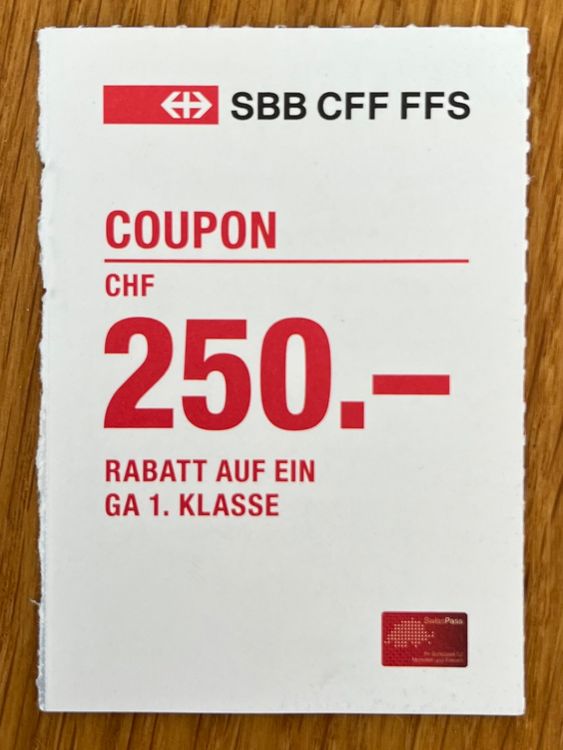 SBB CFF FFS
COUPON
CHF
250.–
RABATT AUF EIN
GA 1. KLASSE
SwissPass